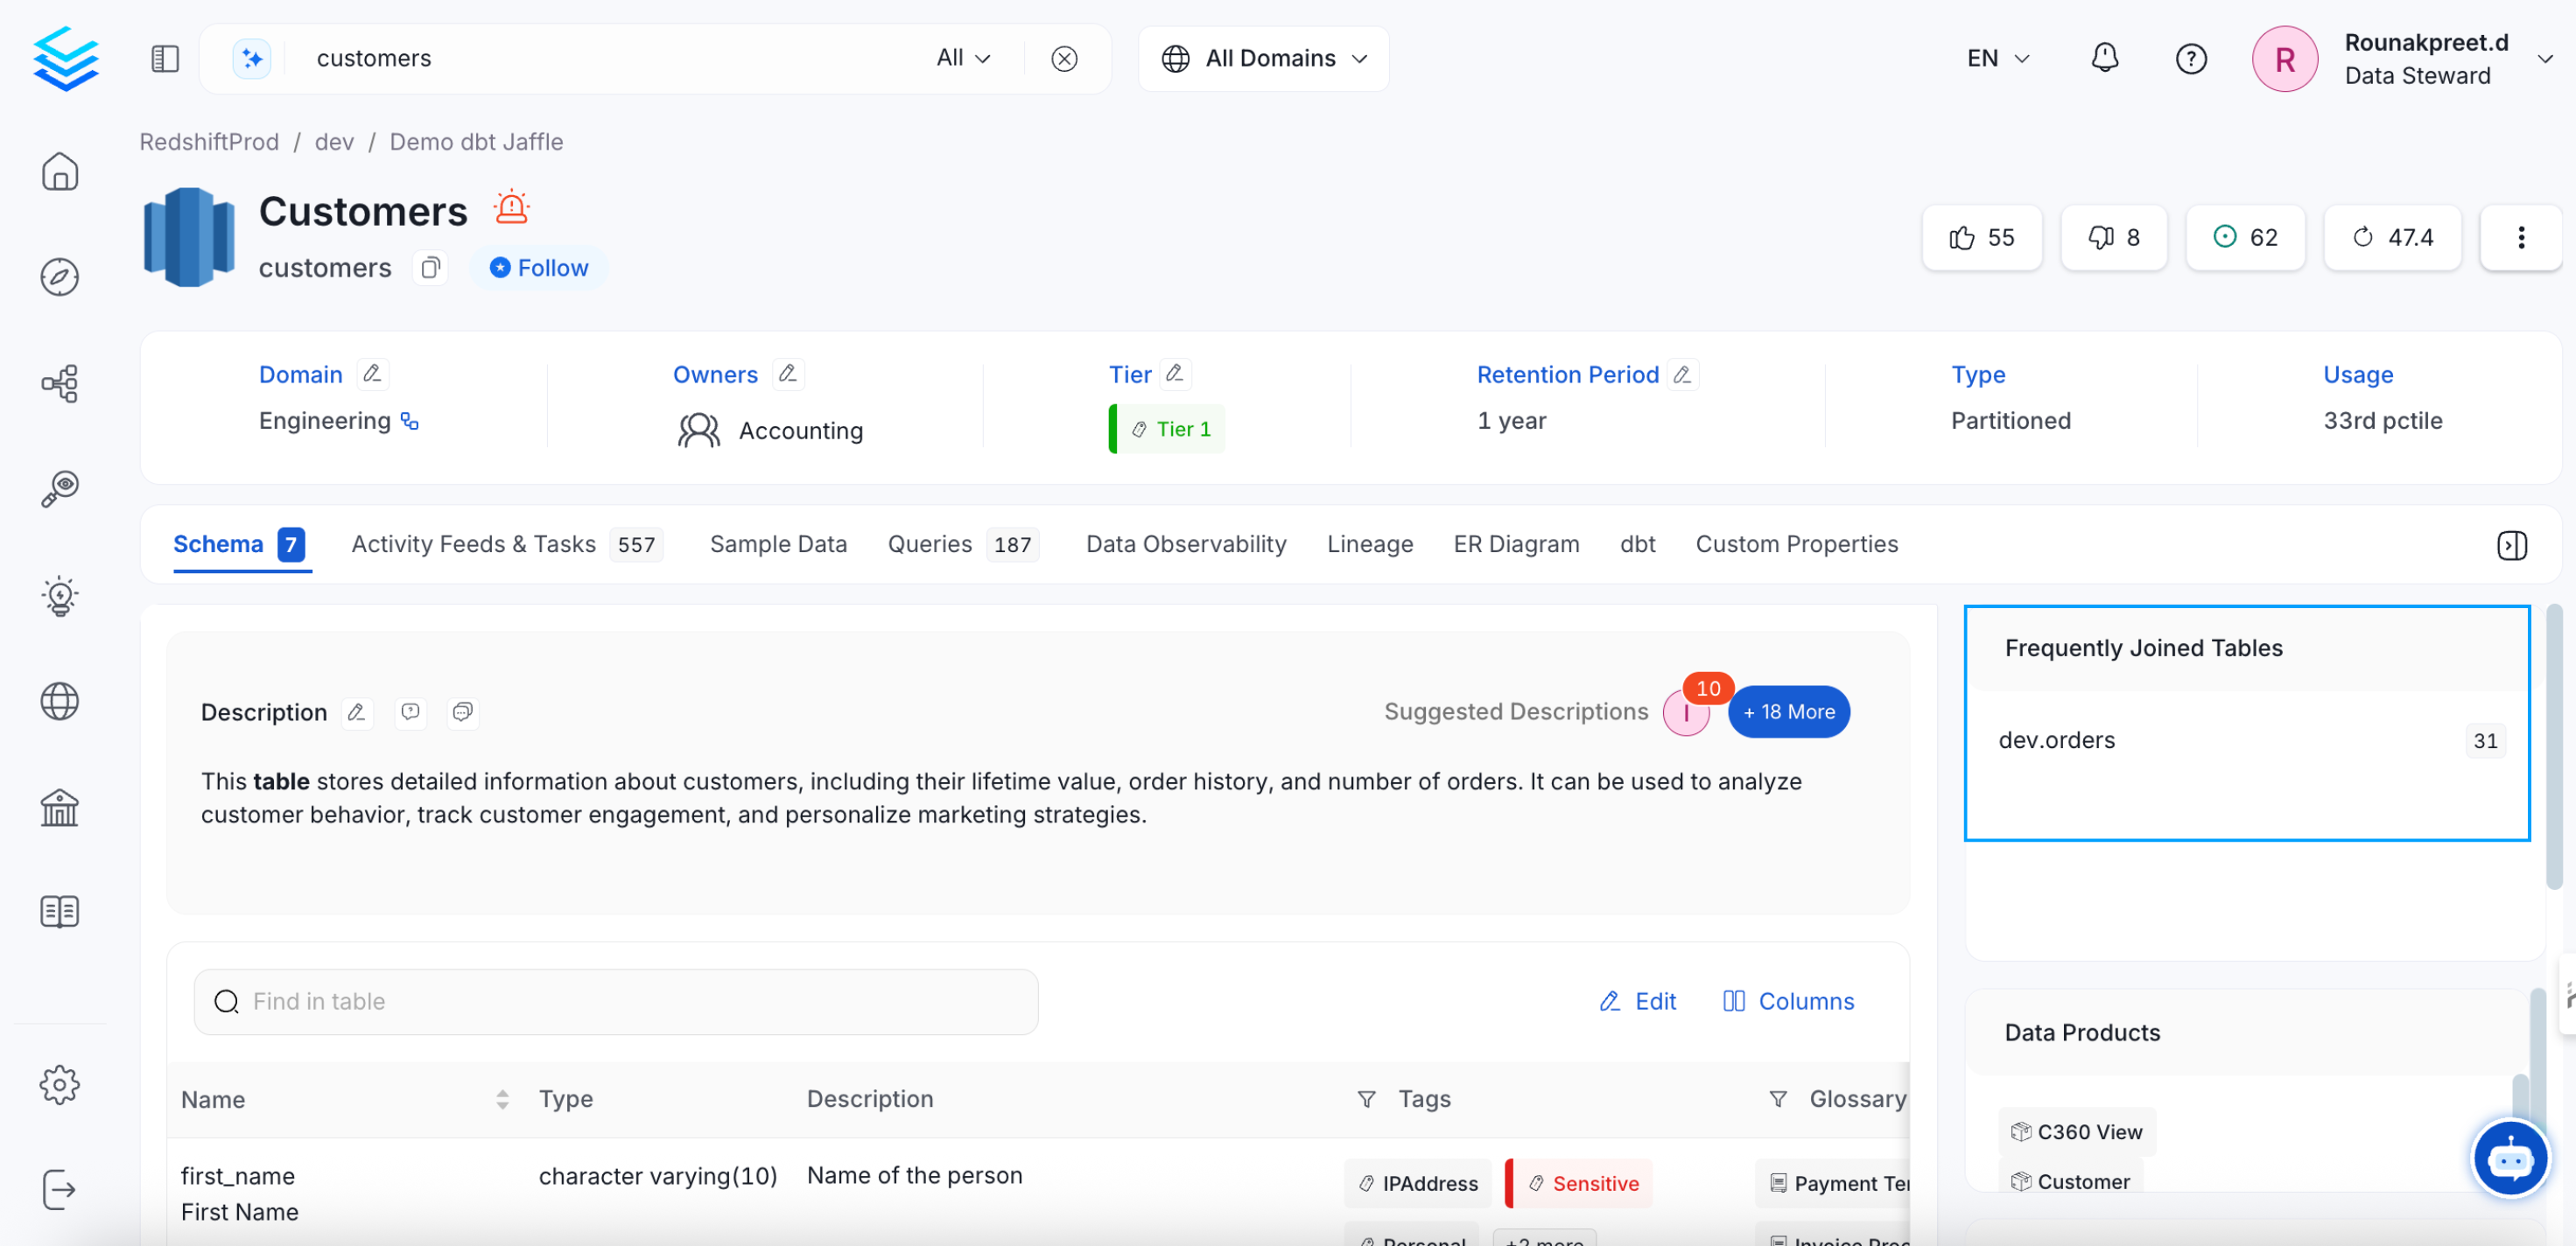 customers
All
All Domains
EN
R
Rounakpreet.d
Data Steward
RedshiftProd / dev / Demo dbt Jaffle
Customers
customers
Follow
55
8
62
47.4
Domain
Engineering
Owners
Accounting
Tier
Tier 1
Retention Period
1 year
Type
Partitioned
Usage
33rd pctile
Schema 7
Activity Feeds & Tasks 557
Sample Data
Queries 187
Data Observability
Lineage
ER Diagram
dbt
Custom Properties
Description
Suggested Descriptions
I
10
+ 18 More
This table stores detailed information about customers, including their lifetime value, order history, and number of orders. It can be used to analyze
customer behavior, track customer engagement, and personalize marketing strategies.
Find in table
Edit
Columns
Name
Type
Description
Tags
Glossary
first_name
First Name
character varying(10)
Name of the person
IPAddress
Sensitive
Personal
+2 more
Payment
Invoice
Frequently Joined Tables
dev.orders
31
Data Products
C360 View
Customer